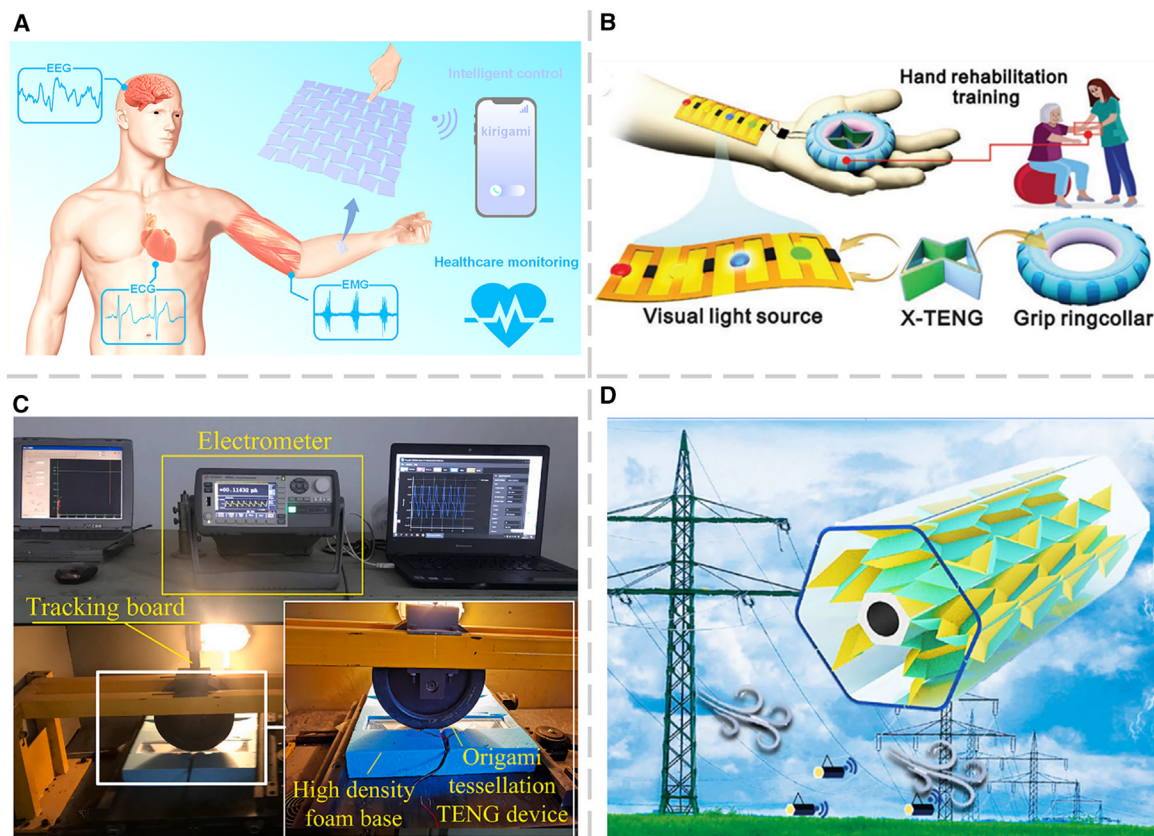 A
EEG
Intelligent control
kirigami
Healthcare monitoring
ECG
EMG
B
Hand rehabilitation
training
Visual light source
X-TENG
Grip ringcollar
C
Electrometer
Tracking board
High density
foam base
Origami
tessellation
TENG device
D